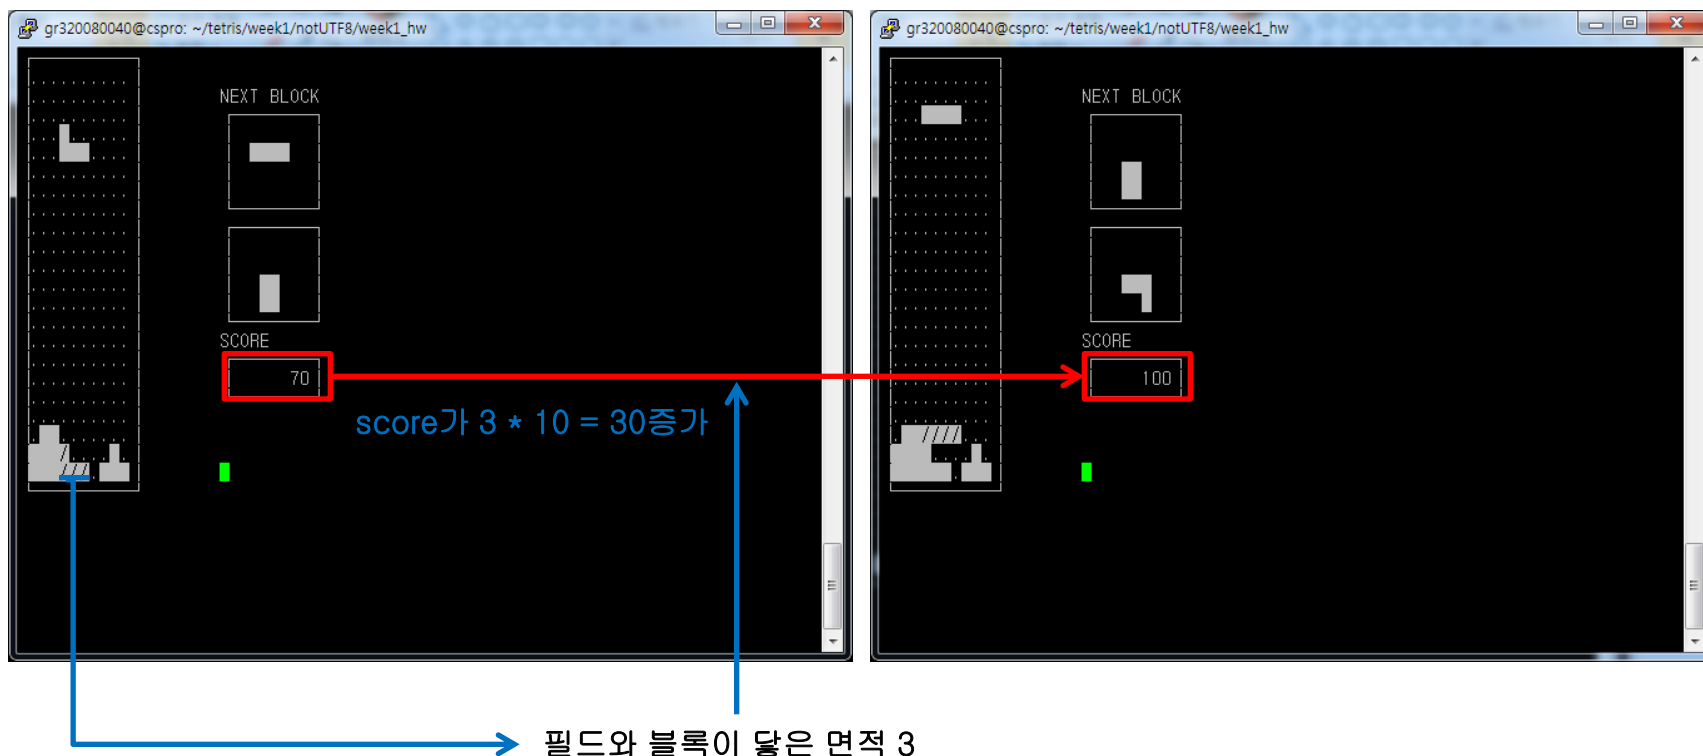 gr320080040@cspro: ~/tetris/week1/notUTF8/week1_hw
NEXT BLOCK
SCORE
70
score가 3 * 10 = 30증가
gr320080040@cspro: ~/tetris/week1/notUTF8/week1_hw
NEXT BLOCK
SCORE
100
필드와 블록이 닿은 면적 3